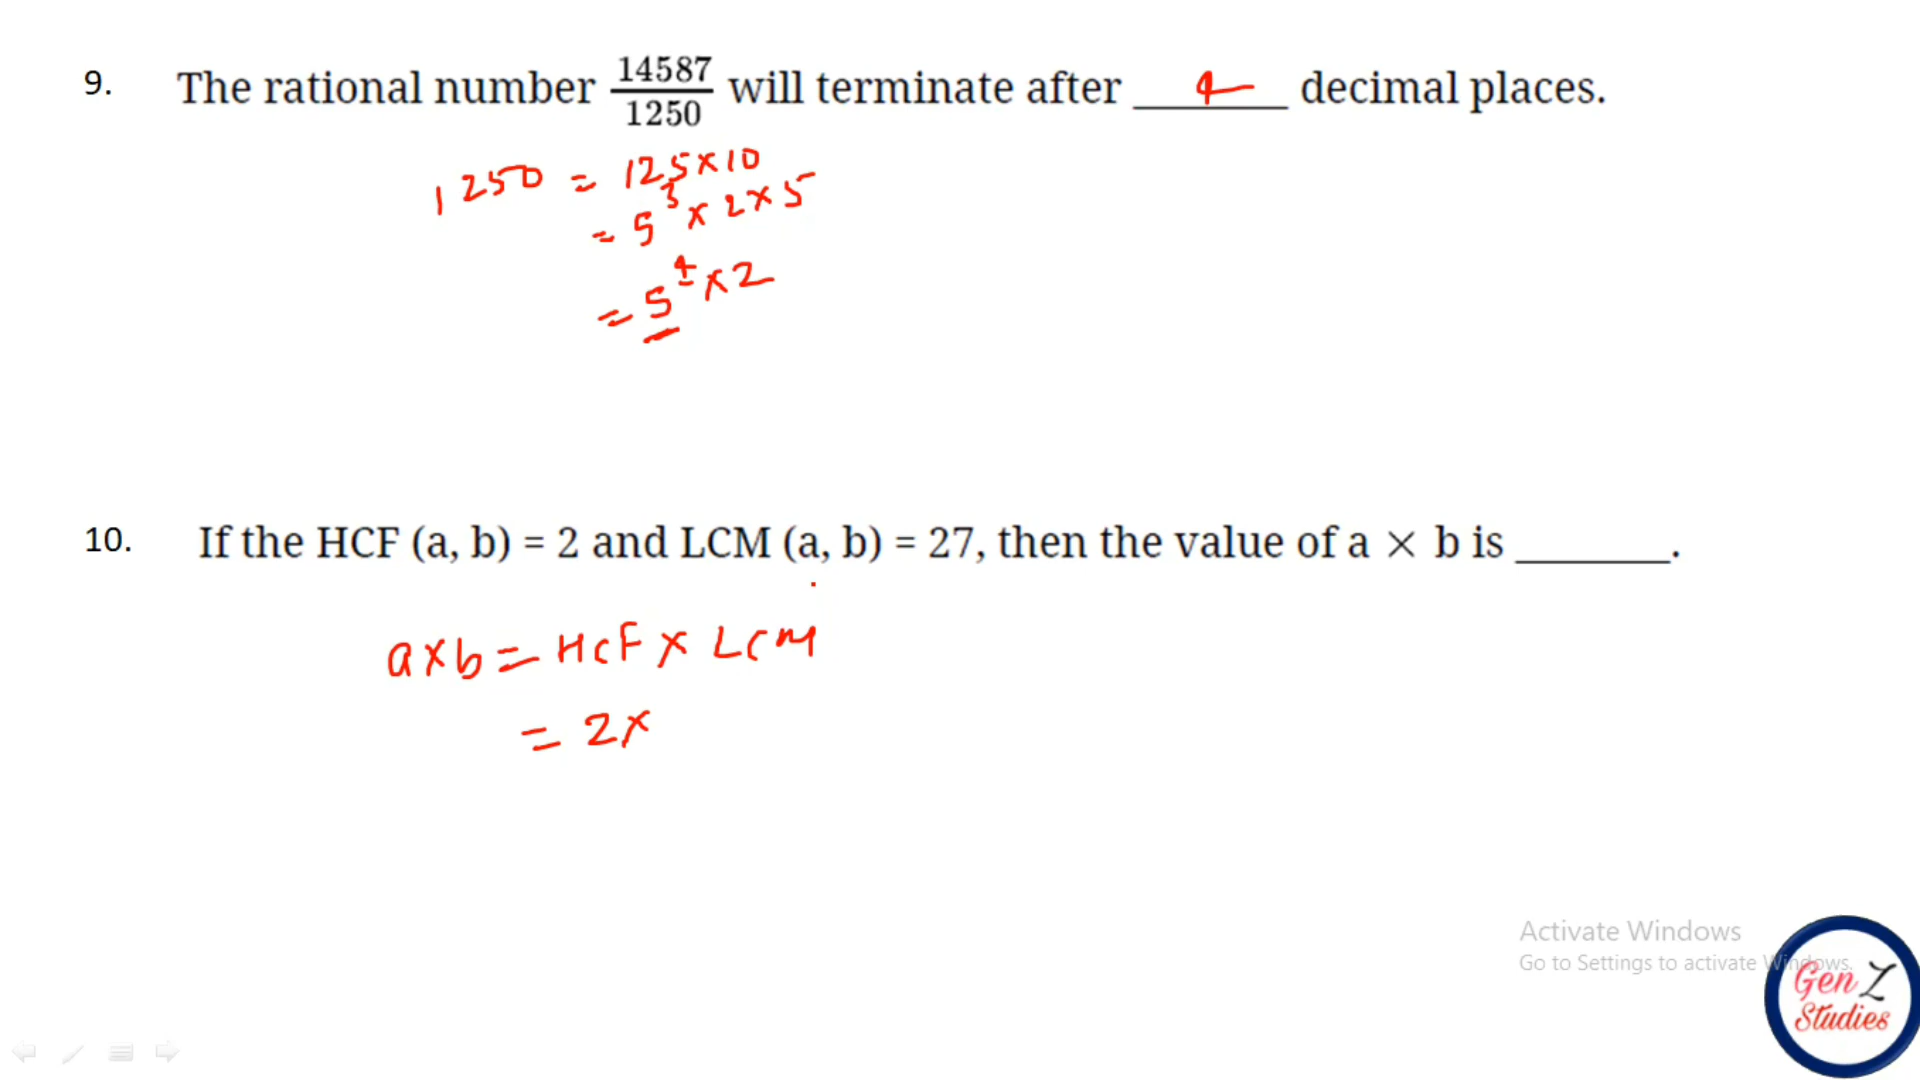 9. The rational number 14587/1250 will terminate after 4 decimal places.
1250 = 125×10
= 5³ × 2 × 5
= 5⁴ × 2
10. If the HCF (a, b) = 2 and LCM (a, b) = 27, then the value of a × b is ______.
a×b = HCF × LCM
= 2×
Activate Windows
Go to Settings to activate Windows.
Gen Z
Studies